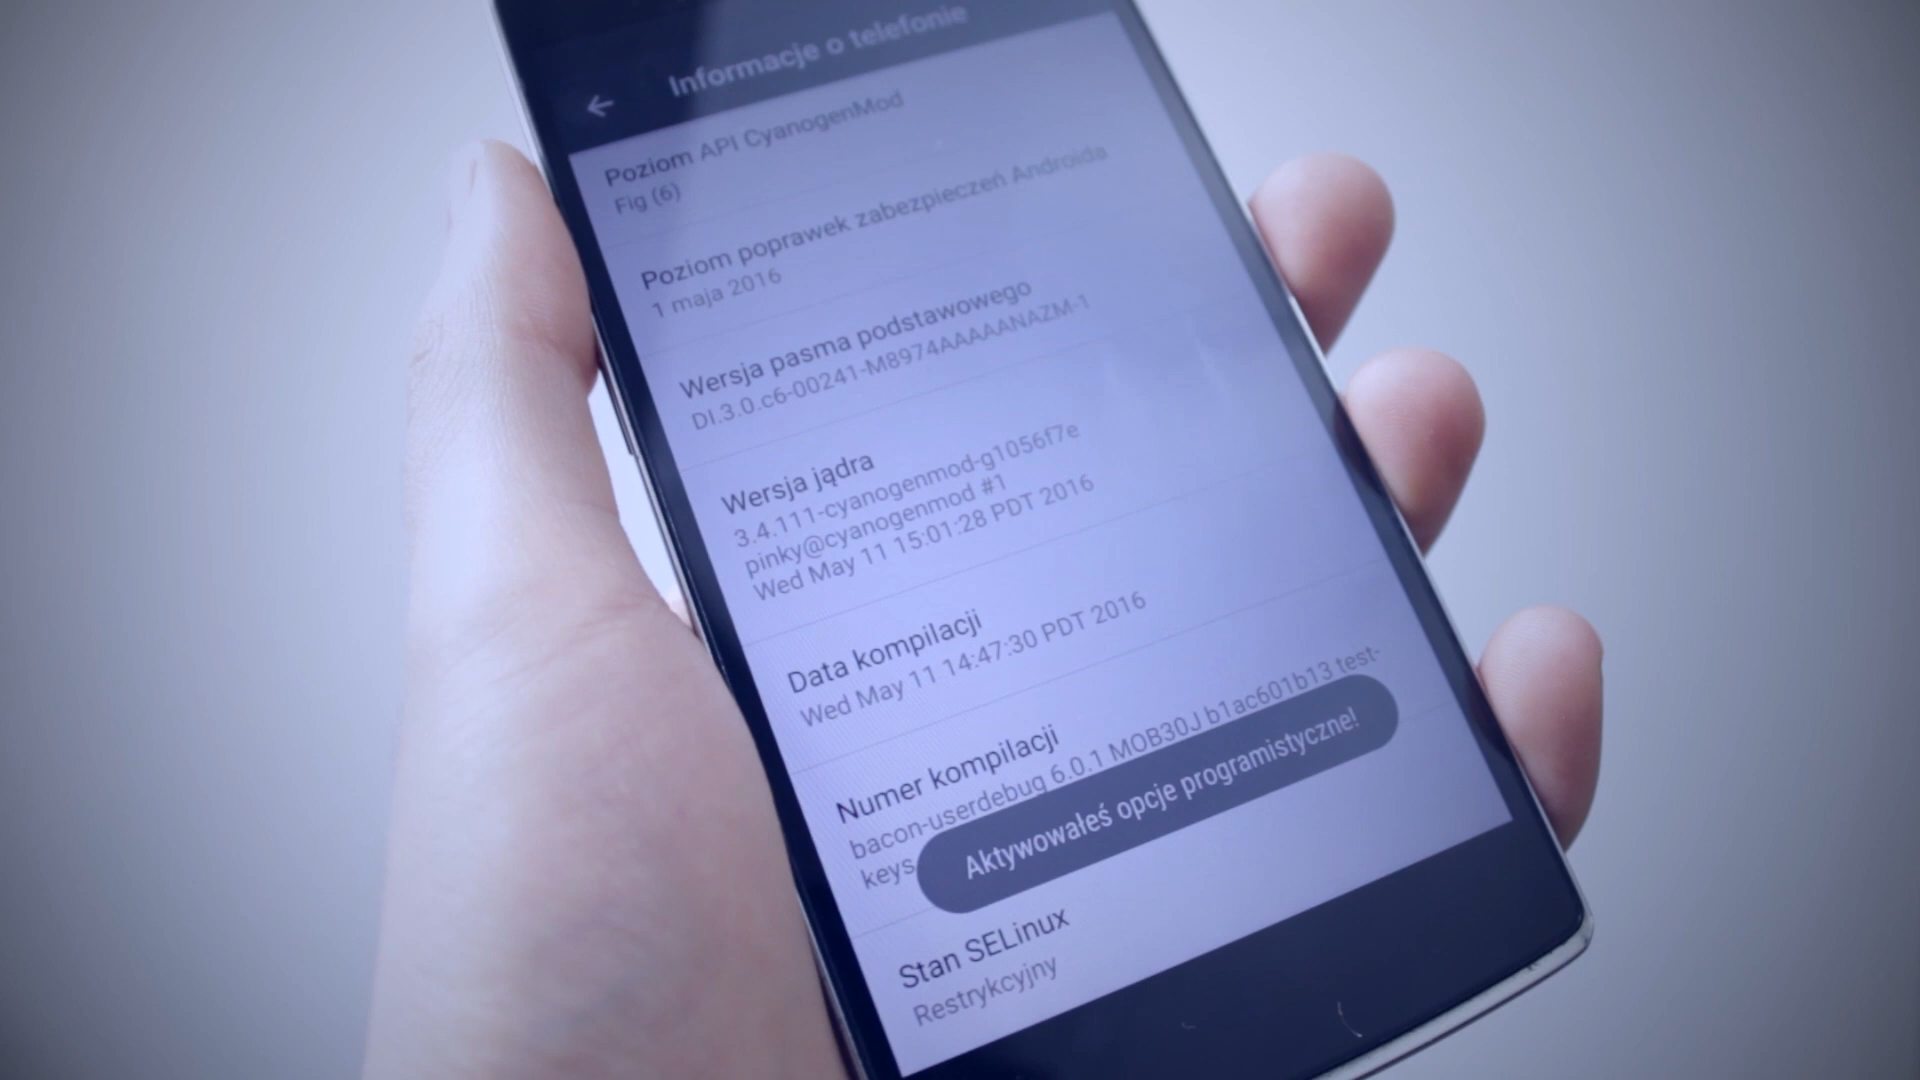 Informacje o telefonie
Poziom API CyanogenMod
Fig (6)
Poziom poprawek zabezpieczeń Androida
1 maja 2016
Wersja pasma podstawowego
DI.3.0.c6-00241-M8974AAAAANAZM-1
Wersja jądra
3.4.111-cyanogenmod-g1056f7e
pinky@cyanogenmod #1
Wed May 11 15:01:28 PDT 2016
Data kompilacji
Wed May 11 14:47:30 PDT 2016
Numer kompilacji
bacon-userdebug 6.0.1 MOB30J b1ac601b13 test-
keys
Aktywowałeś opcje programistyczne!
Stan SELinux
Restrykcyjny